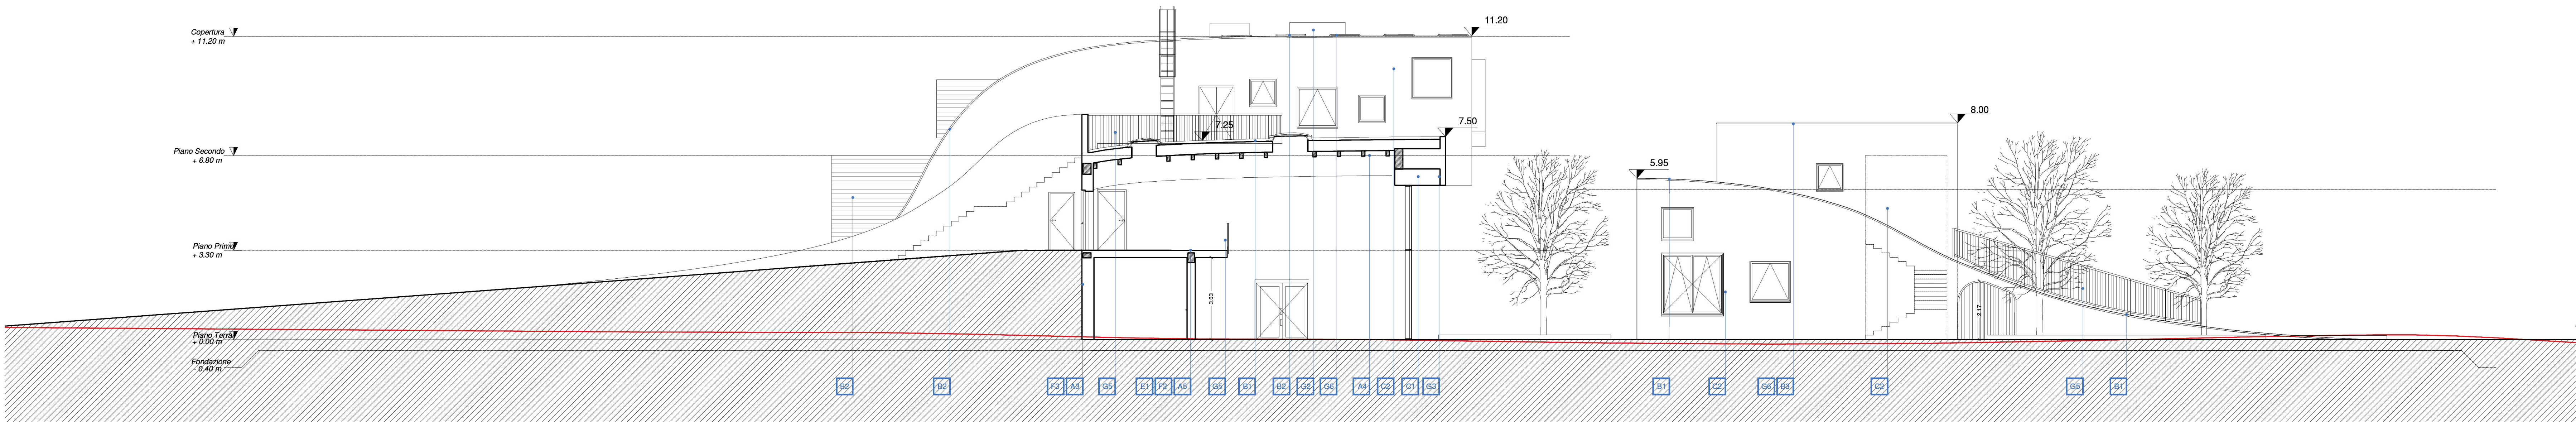 Copertura
+ 11.20 m
11.20
7.25
7.50
8.00
Piano Secondo
+ 6.80 m
5.95
Piano Primo
+ 3.30 m
3.03
2.17
Piano Terra
+ 0.00 m
Fondazione
- 0.40 m
B2 B2 F3 A3 G5 E1 F2 A5 G5 B1 B2 G2 G6 A4 C2 C1 G3 B1 C2 G6 B3 C2 G5 B1